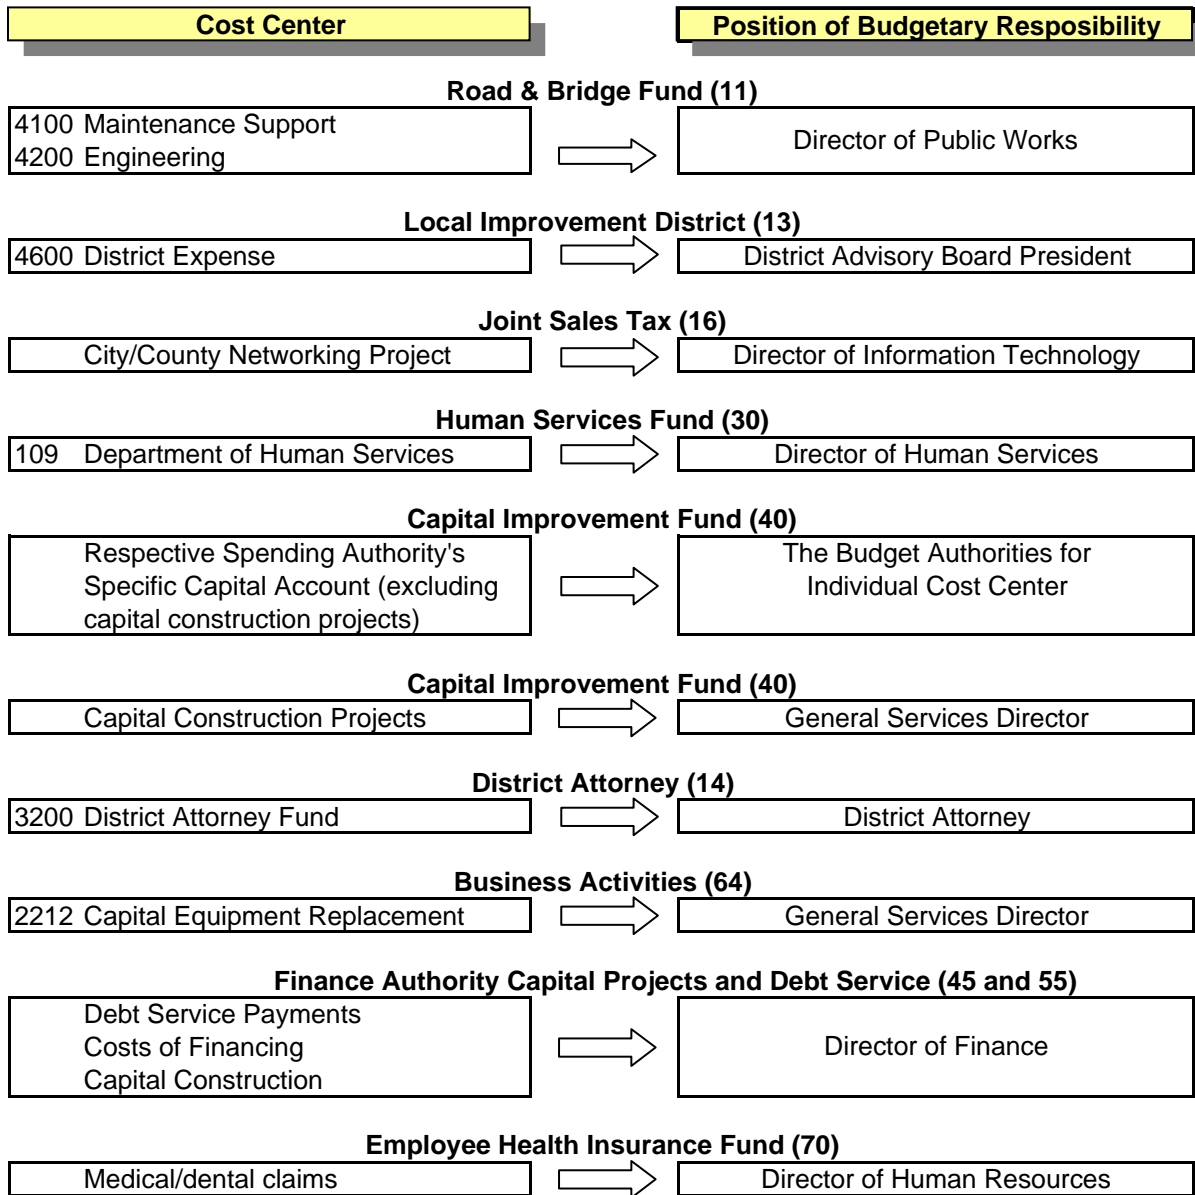 Cost Center
Position of Budgetary Resposibility
Road & Bridge Fund (11)
4100 Maintenance Support
4200 Engineering
Director of Public Works
Local Improvement District (13)
4600 District Expense
District Advisory Board President
Joint Sales Tax (16)
City/County Networking Project
Director of Information Technology
Human Services Fund (30)
109 Department of Human Services
Director of Human Services
Capital Improvement Fund (40)
Respective Spending Authority's
Specific Capital Account (excluding
capital construction projects)
The Budget Authorities for
Individual Cost Center
Capital Improvement Fund (40)
Capital Construction Projects
General Services Director
District Attorney (14)
3200 District Attorney Fund
District Attorney
Business Activities (64)
2212 Capital Equipment Replacement
General Services Director
Finance Authority Capital Projects and Debt Service (45 and 55)
Debt Service Payments
Costs of Financing
Capital Construction
Director of Finance
Employee Health Insurance Fund (70)
Medical/dental claims
Director of Human Resources